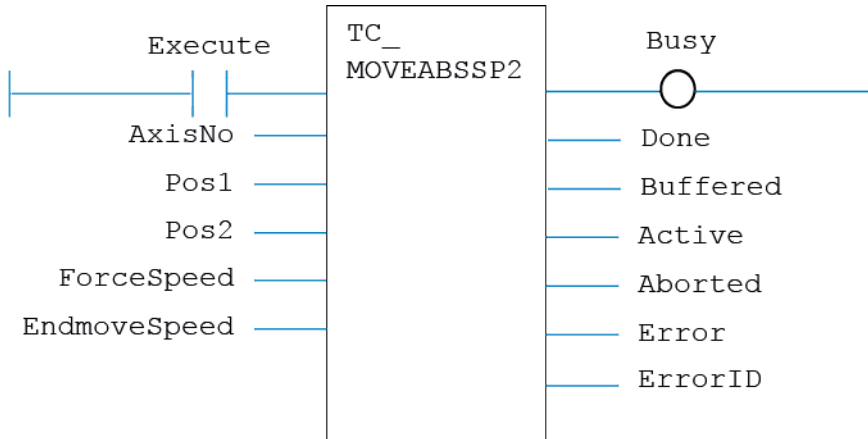 Execute
TC_
MOVEABSSP2
Busy
AxisNo
Done
Pos1
Buffered
Pos2
Active
ForceSpeed
Aborted
EndmoveSpeed
Error
ErrorID